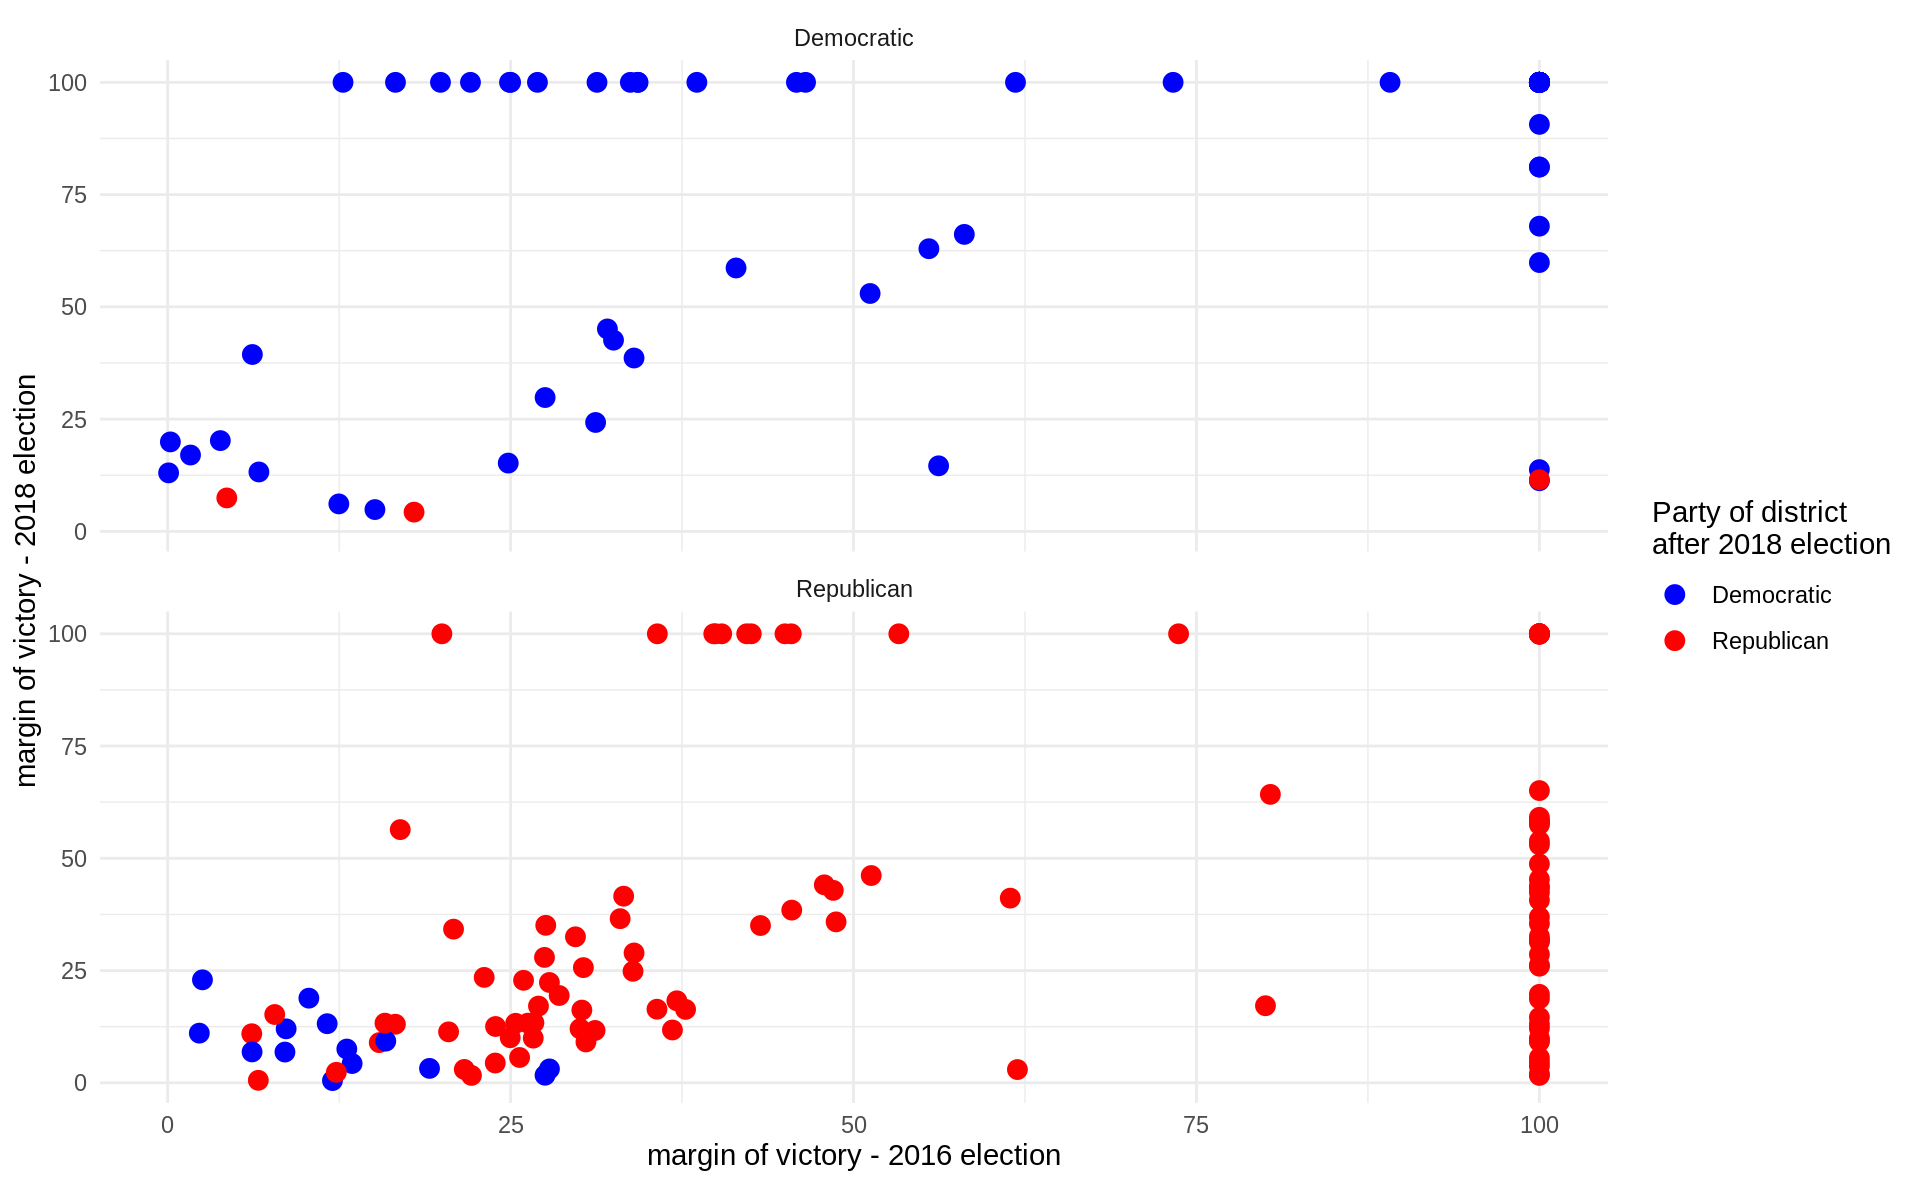 Democratic
100
75
50
25
0
Republican
100
75
50
25
0
0
25
50
75
100
margin of victory - 2016 election
margin of victory - 2018 election
Party of district
after 2018 election
Democratic
Republican